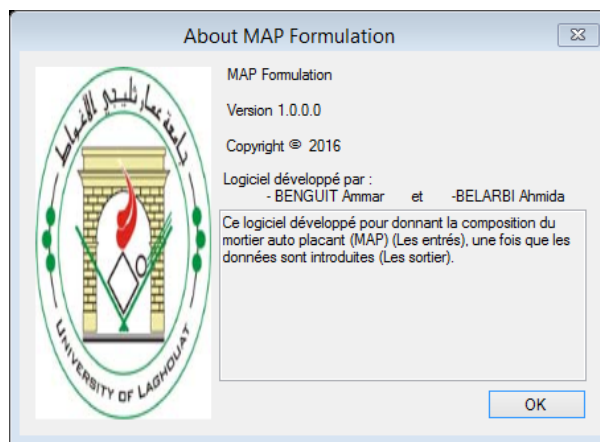 About MAP Formulation
جامعة عمار ثليجي الأغواط
UNIVERSITY OF LAGHOUAT
MAP Formulation
Version 1.0.0.0
Copyright © 2016
Logiciel développé par :
- BENGUIT Ammar et -BELARBI Ahmida
Ce logiciel développé pour donnant la composition du
mortier auto placant (MAP) (Les entrés), une fois que les
données sont introduites (Les sortier).
OK